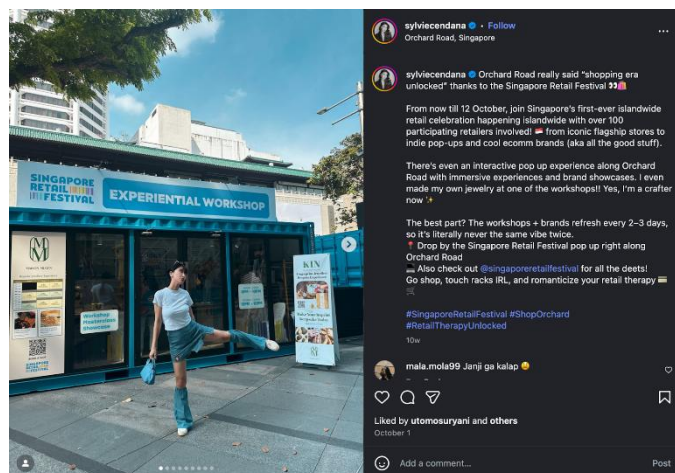 SINGAPORE
RETAIL
FESTIVAL
EXPERIENTIAL WORKSHOP
Workshop
Registration
Showcase
KIN
SINGAPORE
RETAIL
FESTIVAL
sylviecendana • Follow
Orchard Road, Singapore
sylviecendana Orchard Road really said “shopping era
unlocked” thanks to the Singapore Retail Festival 👀🛍️
From now till 12 October, join Singapore's first-ever islandwide
retail celebration happening islandwide with over 100
participating retailers involved! 🇸🇬 from iconic flagship stores to
indie pop-ups and cool ecomm brands (aka all the good stuff).
There's even an interactive pop up experience along Orchard
Road with immersive experiences and brand showcases. I even
made my own jewelry at one of the workshops!! Yes, I'm a crafter
now ✨
The best part? The workshops + brands refresh every 2–3 days,
so it's literally never the same vibe twice.
📍 Drop by the Singapore Retail Festival pop up right along
Orchard Road
Also check out @singaporeretailfestival for all the deets!
Go shop, touch racks IRL, and romanticize your retail therapy 💳
🛒
#SingaporeRetailFestival #ShopOrchard
#RetailTherapyUnlocked
10w
mala.mola99 Janji ga kalap 😅
Liked by utomosuryani and others
October 1
Add a comment...
Post